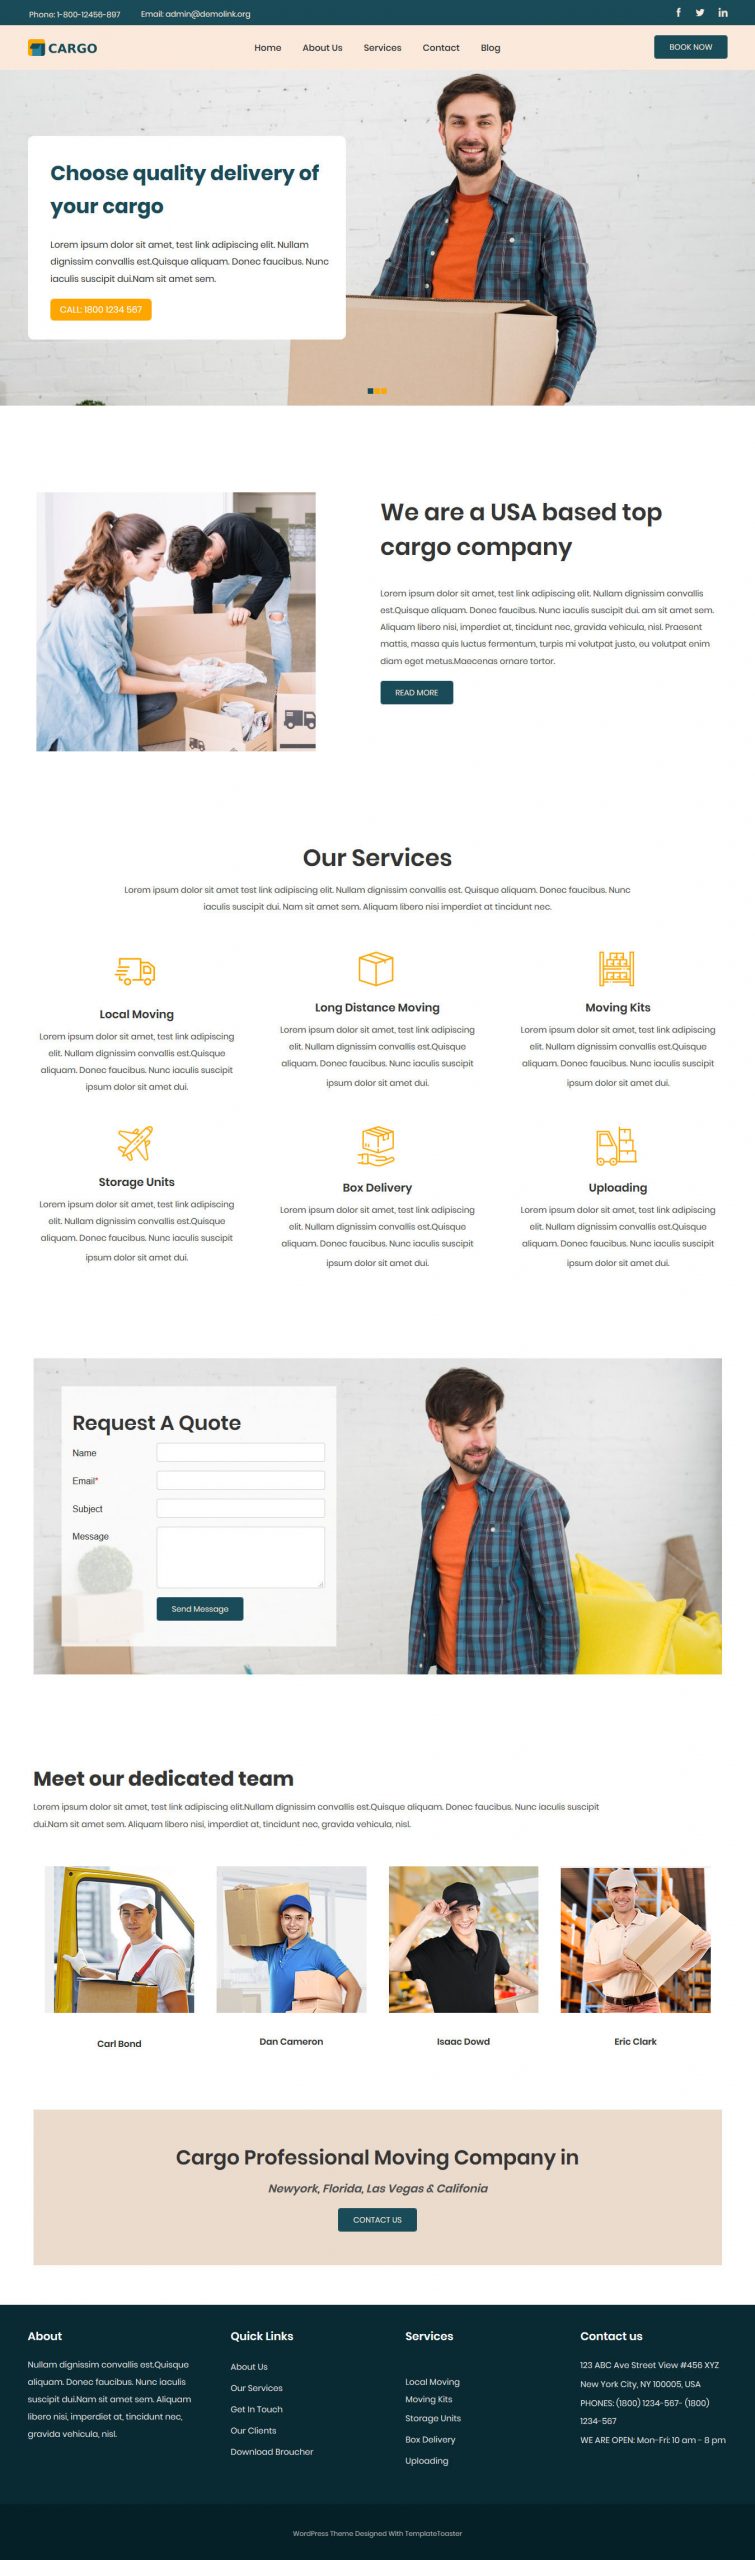 Phone: 1-800-12456-897 Email: admin@demolink.org
CARGO Home About Us Services Contact Blog BOOK NOW
Choose quality delivery of
your cargo
Lorem ipsum dolor sit amet, test link adipiscing elit. Nullam
dignissim convallis est.Quisque aliquam. Donec faucibus. Nunc
iaculis suscipit dui.Nam sit amet sem.
CALL: 1800 1234 567
We are a USA based top
cargo company
Lorem ipsum dolor sit amet, test link adipiscing elit. Nullam dignissim convallis
est.Quisque aliquam. Donec faucibus. Nunc iaculis suscipit dui. am sit amet sem.
Aliquam libero nisi, imperdiet at, tincidunt nec, gravida vehicula, nisl. Praesent
mattis, massa quis luctus fermentum, turpis mi volutpat justo, eu volutpat enim
diam eget metus.Maecenas ornare tortor.
READ MORE
Our Services
Lorem ipsum dolor sit amet test link adipiscing elit. Nullam dignissim convallis est. Quisque aliquam. Donec faucibus. Nunc
iaculis suscipit dui. Nam sit amet sem. Aliquam libero nisi imperdiet at tincidunt nec.
Local Moving
Lorem ipsum dolor sit amet, test link adipiscing
elit. Nullam dignissim convallis est.Quisque
aliquam. Donec faucibus. Nunc iaculis suscipit
ipsum dolor sit amet dui.
Long Distance Moving
Lorem ipsum dolor sit amet, test link adipiscing
elit. Nullam dignissim convallis est.Quisque
aliquam. Donec faucibus. Nunc iaculis suscipit
ipsum dolor sit amet dui.
Moving Kits
Lorem ipsum dolor sit amet, test link adipiscing
elit. Nullam dignissim convallis est.Quisque
aliquam. Donec faucibus. Nunc iaculis suscipit
ipsum dolor sit amet dui.
Storage Units
Lorem ipsum dolor sit amet, test link adipiscing
elit. Nullam dignissim convallis est.Quisque
aliquam. Donec faucibus. Nunc iaculis suscipit
ipsum dolor sit amet dui.
Box Delivery
Lorem ipsum dolor sit amet, test link adipiscing
elit. Nullam dignissim convallis est.Quisque
aliquam. Donec faucibus. Nunc iaculis suscipit
ipsum dolor sit amet dui.
Uploading
Lorem ipsum dolor sit amet, test link adipiscing
elit. Nullam dignissim convallis est.Quisque
aliquam. Donec faucibus. Nunc iaculis suscipit
ipsum dolor sit amet dui.
Request A Quote
Name
Email*
Subject
Message
Send Message
Meet our dedicated team
Lorem ipsum dolor sit amet, test link adipiscing elit.Nullam dignissim convallis est.Quisque aliquam. Donec faucibus. Nunc iaculis suscipit
dui.Nam sit amet sem. Aliquam libero nisi, imperdiet at, tincidunt nec, gravida vehicula, nisl.
Carl Bond
Dan Cameron
Isaac Dowd
Eric Clark
Cargo Professional Moving Company in
Newyork, Florida, Las Vegas & Califonia
CONTACT US
About
Nullam dignissim convallis est.Quisque
aliquam. Donec faucibus. Nunc iaculis
suscipit dui.Nam sit amet sem. Aliquam
libero nisi, imperdiet at, tincidunt nec,
gravida vehicula, nisl.
Quick Links
About Us
Our Services
Get In Touch
Our Clients
Download Broucher
Services
Local Moving
Moving Kits
Storage Units
Box Delivery
Uploading
Contact us
123 ABC Ave Street View #456 XYZ
New York City, NY 100005, USA
PHONES: (1800) 1234-567- (1800)
1234-567
WE ARE OPEN: Mon-Fri: 10 am - 8 pm
WordPress Theme Designed With TemplateToaster